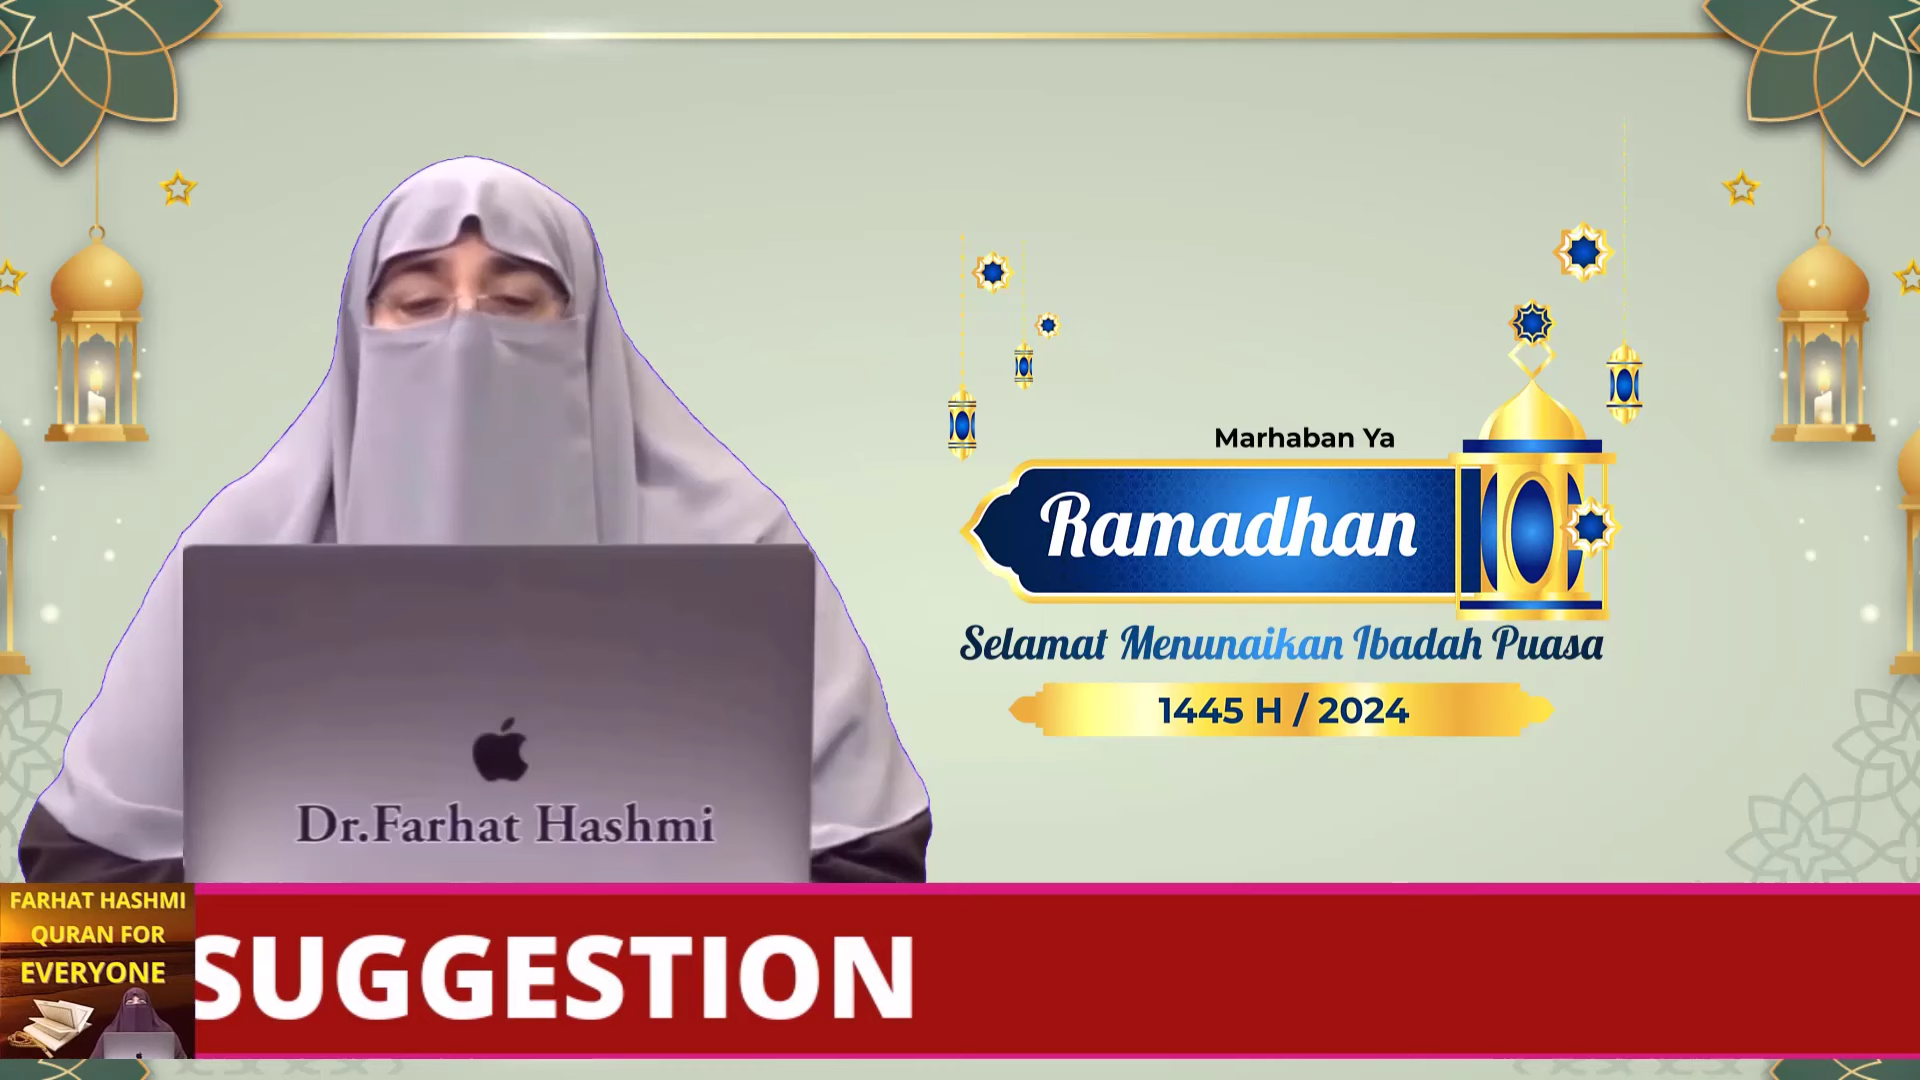 Marhaban Ya
Ramadhan
Selamat Menunaikan Ibadah Puasa
1445 H / 2024
Dr.Farhat Hashmi
FARHAT HASHMI
QURAN FOR
EVERYONE
SUGGESTION